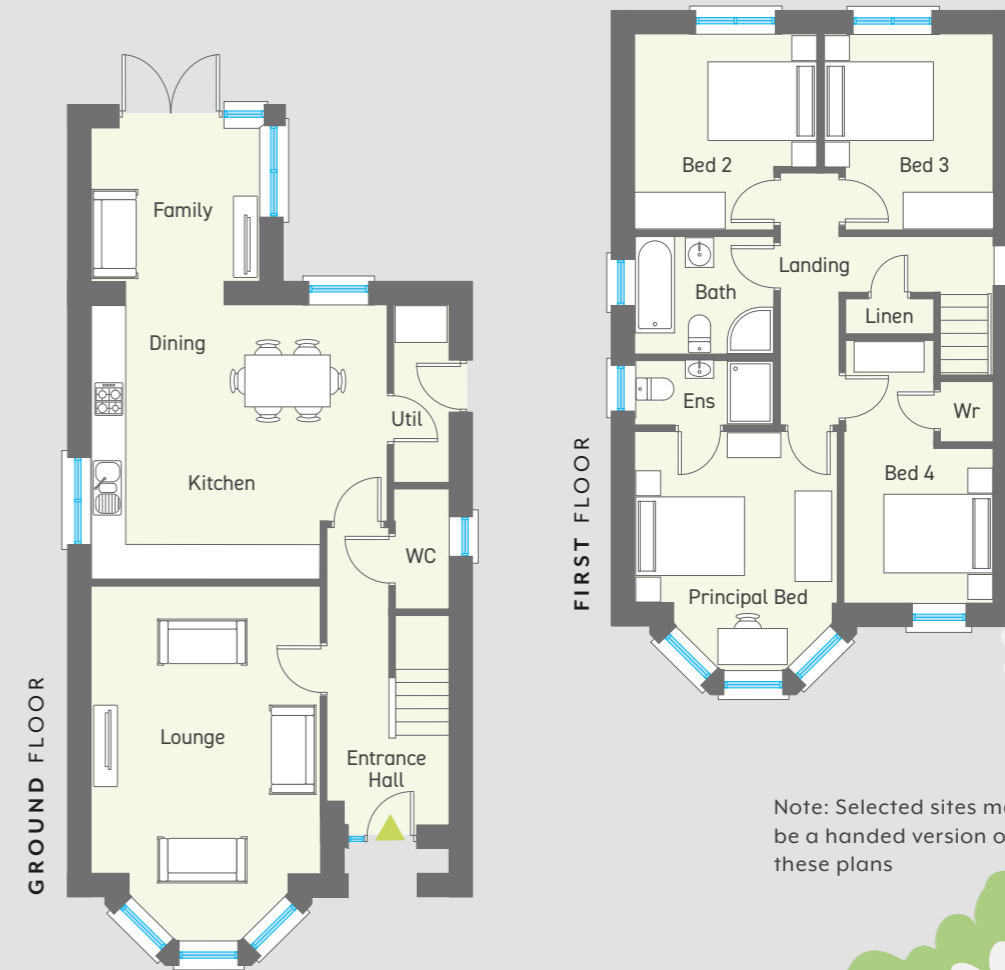 GROUND FLOOR
Family
Dining
Util
Kitchen
WC
Lounge
Entrance
Hall
FIRST FLOOR
Bed 2
Bed 3
Landing
Bath
Linen
Ens
Wr
Bed 4
Principal Bed
Note: Selected sites
be a handed version
these plans